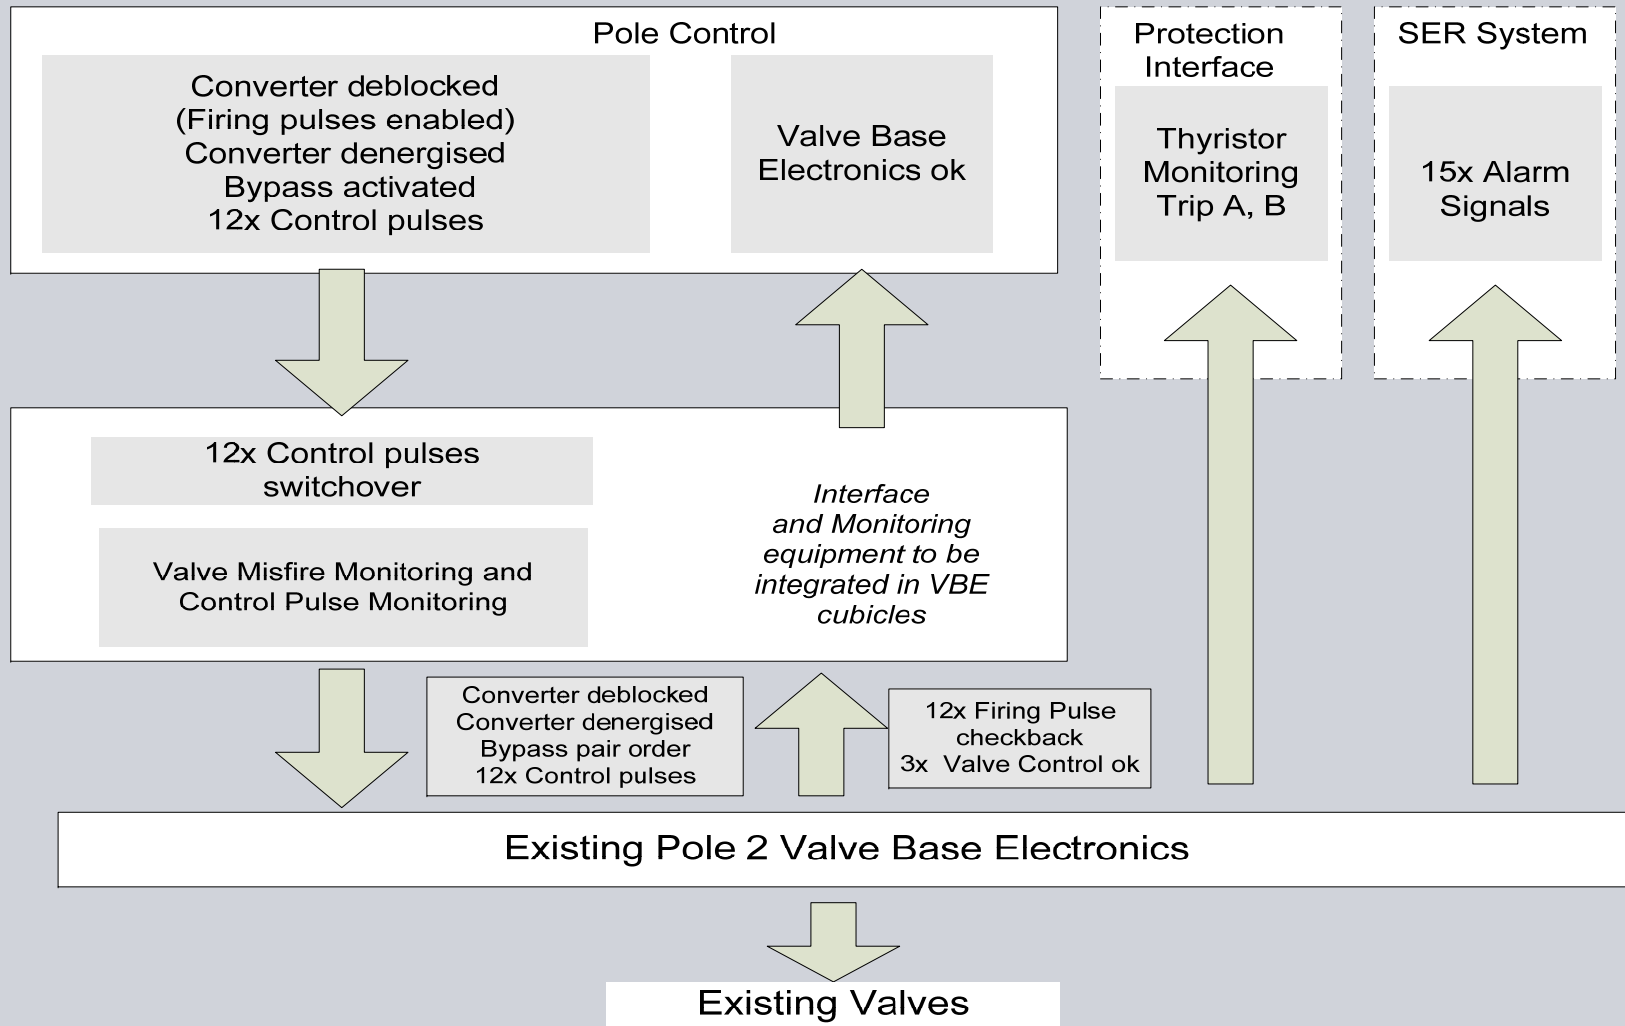 Pole Control
Converter deblocked
(Firing pulses enabled)
Converter denergised
Bypass activated
12x Control pulses
Valve Base
Electronics ok
Protection
Interface
Thyristor
Monitoring
Trip A, B
SER System
15x Alarm
Signals
12x Control pulses
switchover
Valve Misfire Monitoring and
Control Pulse Monitoring
Interface
and Monitoring
equipment to be
integrated in VBE
cubicles
Converter deblocked
Converter denergised
Bypass pair order
12x Control pulses
12x Firing Pulse
checkback
3x Valve Control ok
Existing Pole 2 Valve Base Electronics
Existing Valves